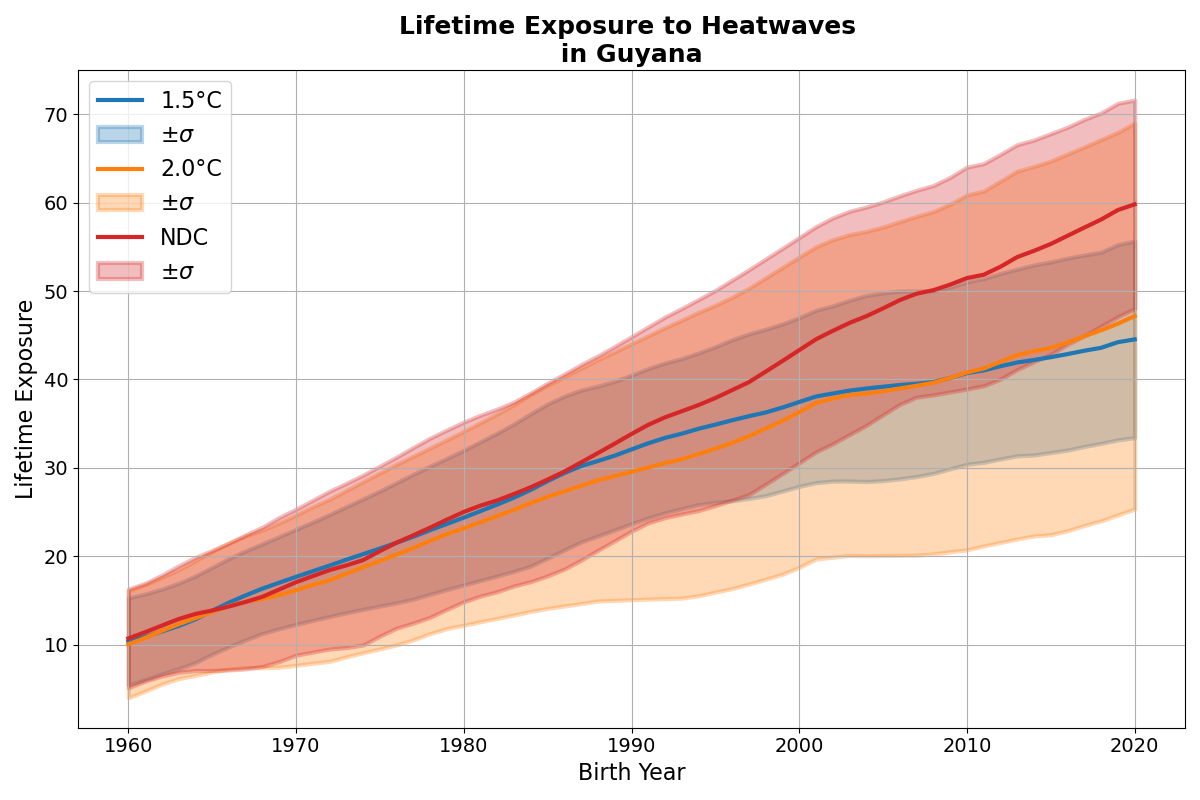 Lifetime Exposure to Heatwaves
in Guyana
1.5°C
±σ
2.0°C
±σ
NDC
±σ
Lifetime Exposure
70
60
50
40
30
20
10
1960 1970 1980 1990 2000 2010 2020
Birth Year